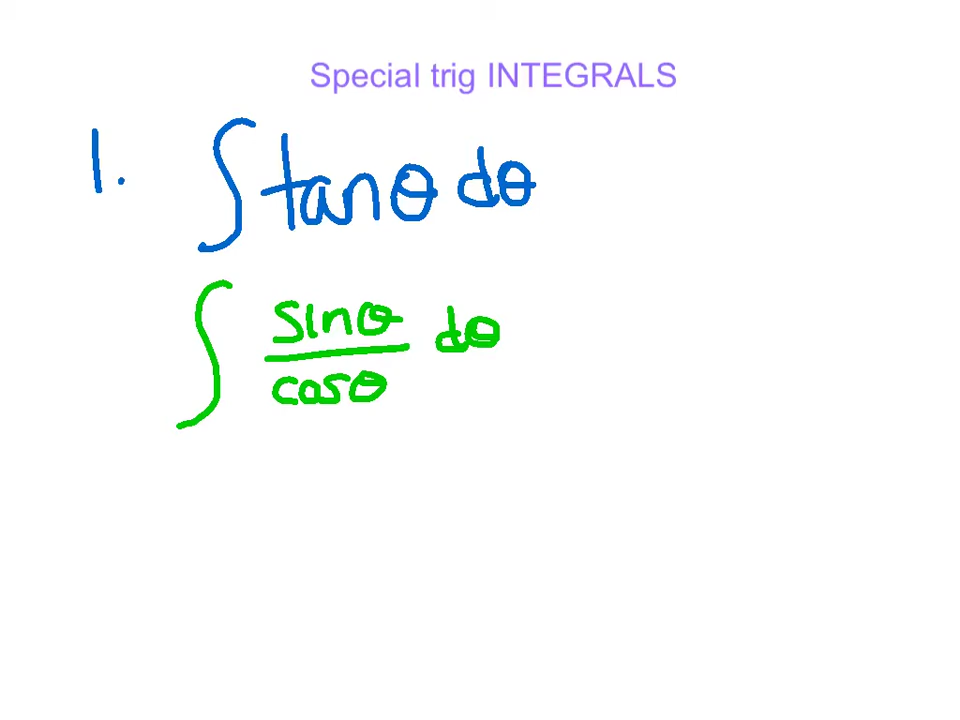 Special trig INTEGRALS
1. ∫ tanθ dθ
∫ sinθ/cosθ dθ